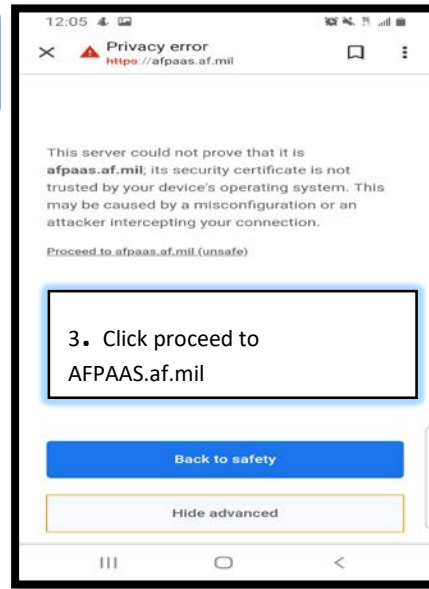 12:05
Privacy error
https://afpaas.af.mil
This server could not prove that it is
afpaas.af.mil; its security certificate is not
trusted by your device's operating system. This
may be caused by a misconfiguration or an
attacker intercepting your connection.
Proceed to afpaas.af.mil (unsafe)
3. Click proceed to
AFPAAS.af.mil
Back to safety
Hide advanced